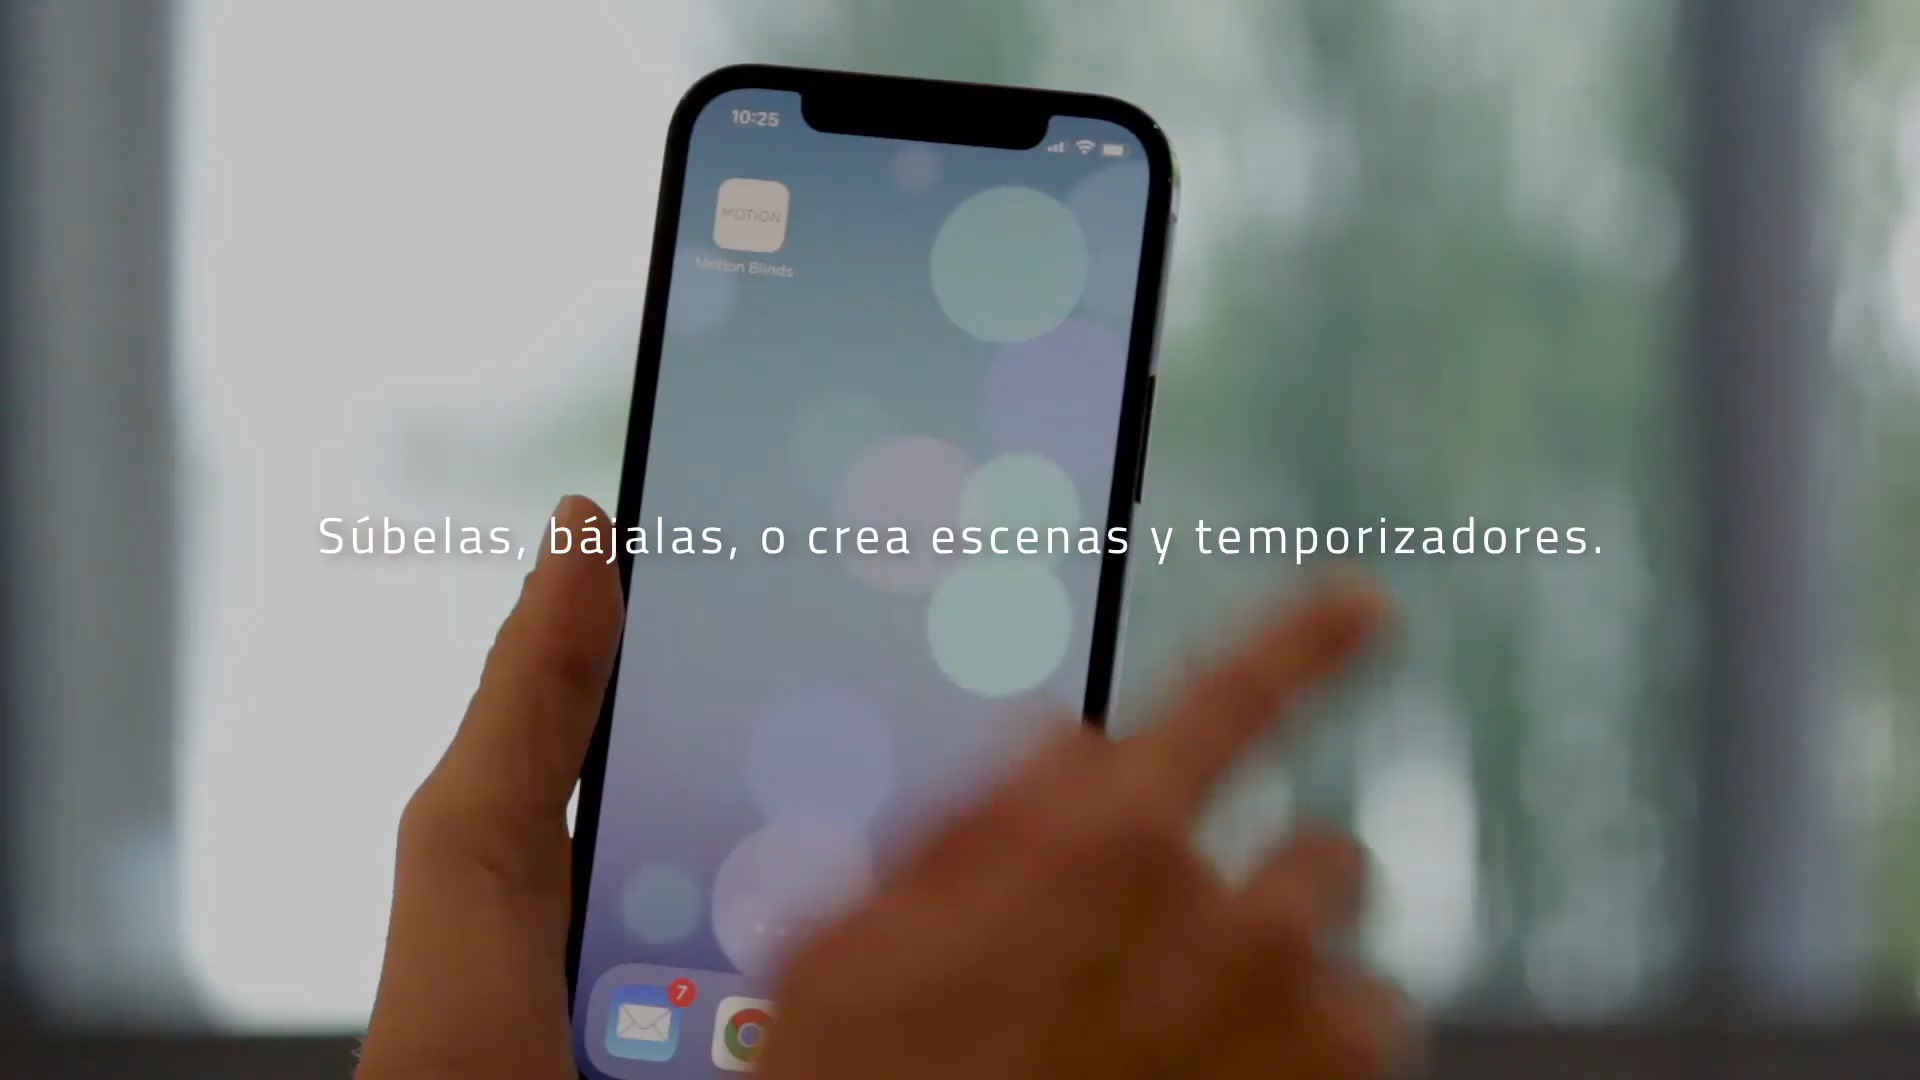 10:25
MOTION
Motion Blinds
Súbelas, bájalas, o crea escenas y temporizadores.
7